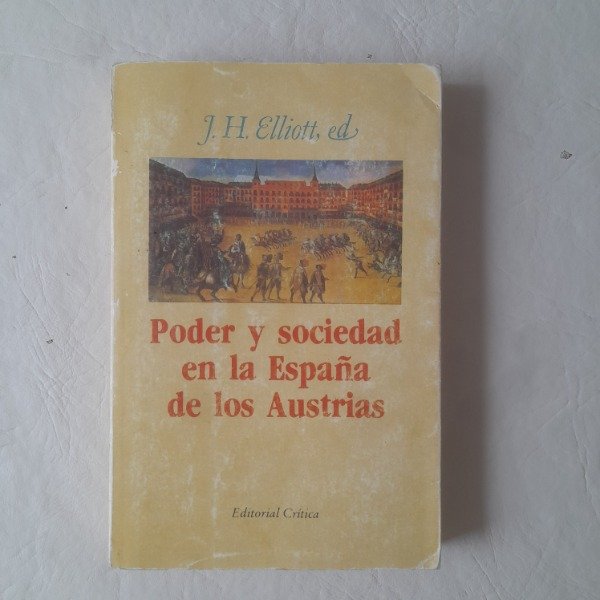 J. H. Elliott, ed
Poder y sociedad
en la España
de los Austrias
Editorial Crítica